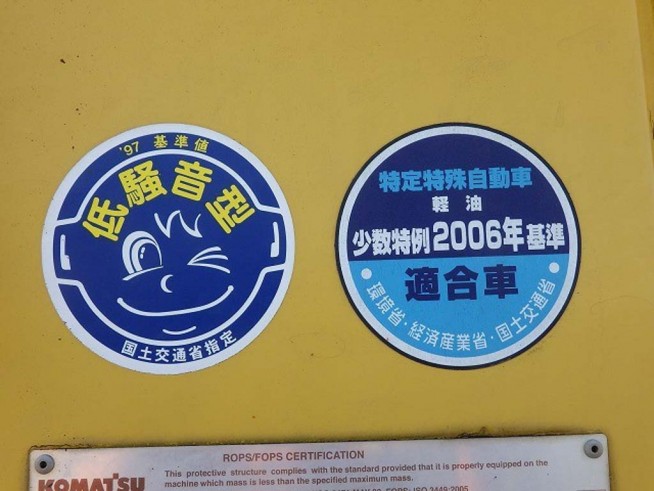 '97 基準値
低騒音型
国土交通省指定
特定特殊自動車
軽油
少数特例2006年基準
適合車
環境省・経済産業省・国土交通省
ROPS/FOPS CERTIFICATION
KOMATSU
This protective structure complies with the standard provided that it is properly equipped on the
machine which mass is less than the specified maximum mass.
FOPS: ISO 3449:2005